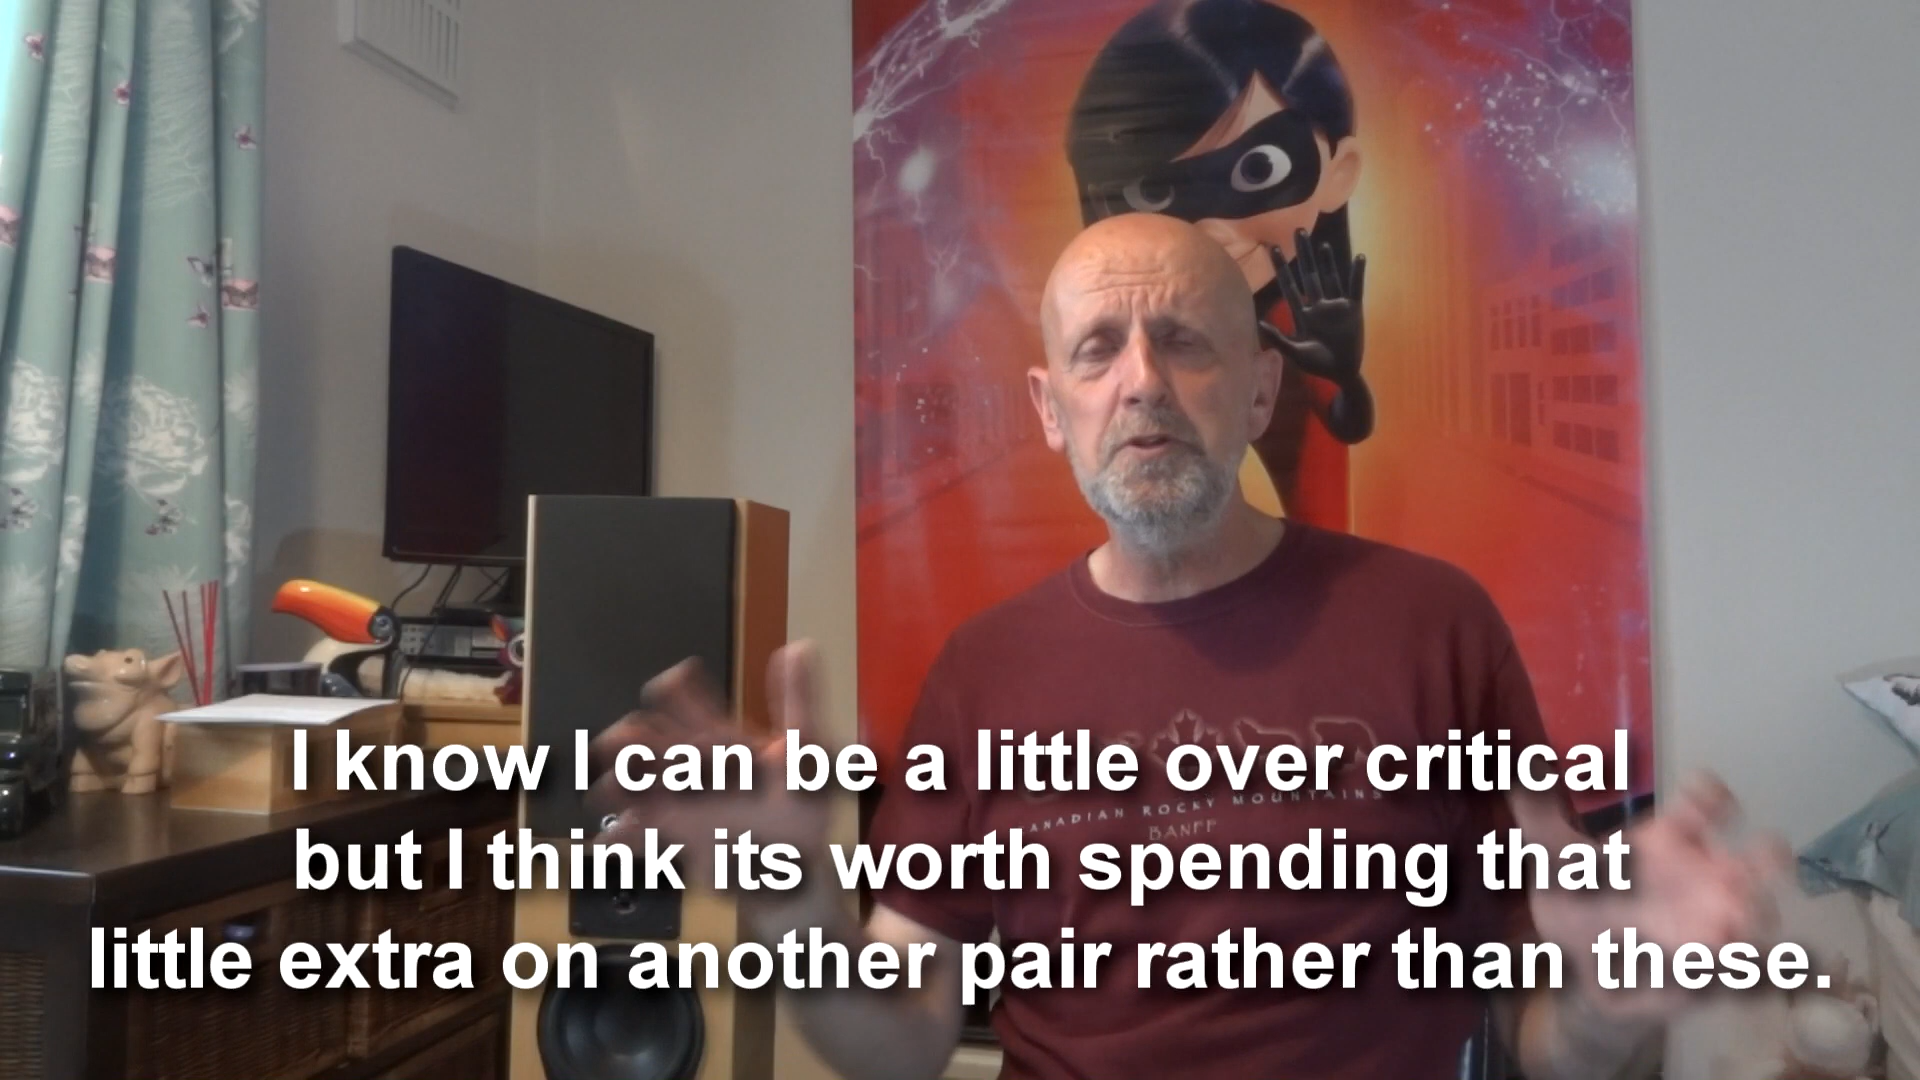 I know I can be a little over critical
CANADIAN ROCKY MOUNTAINS
BANFF
but I think its worth spending that
little extra on another pair rather than these.